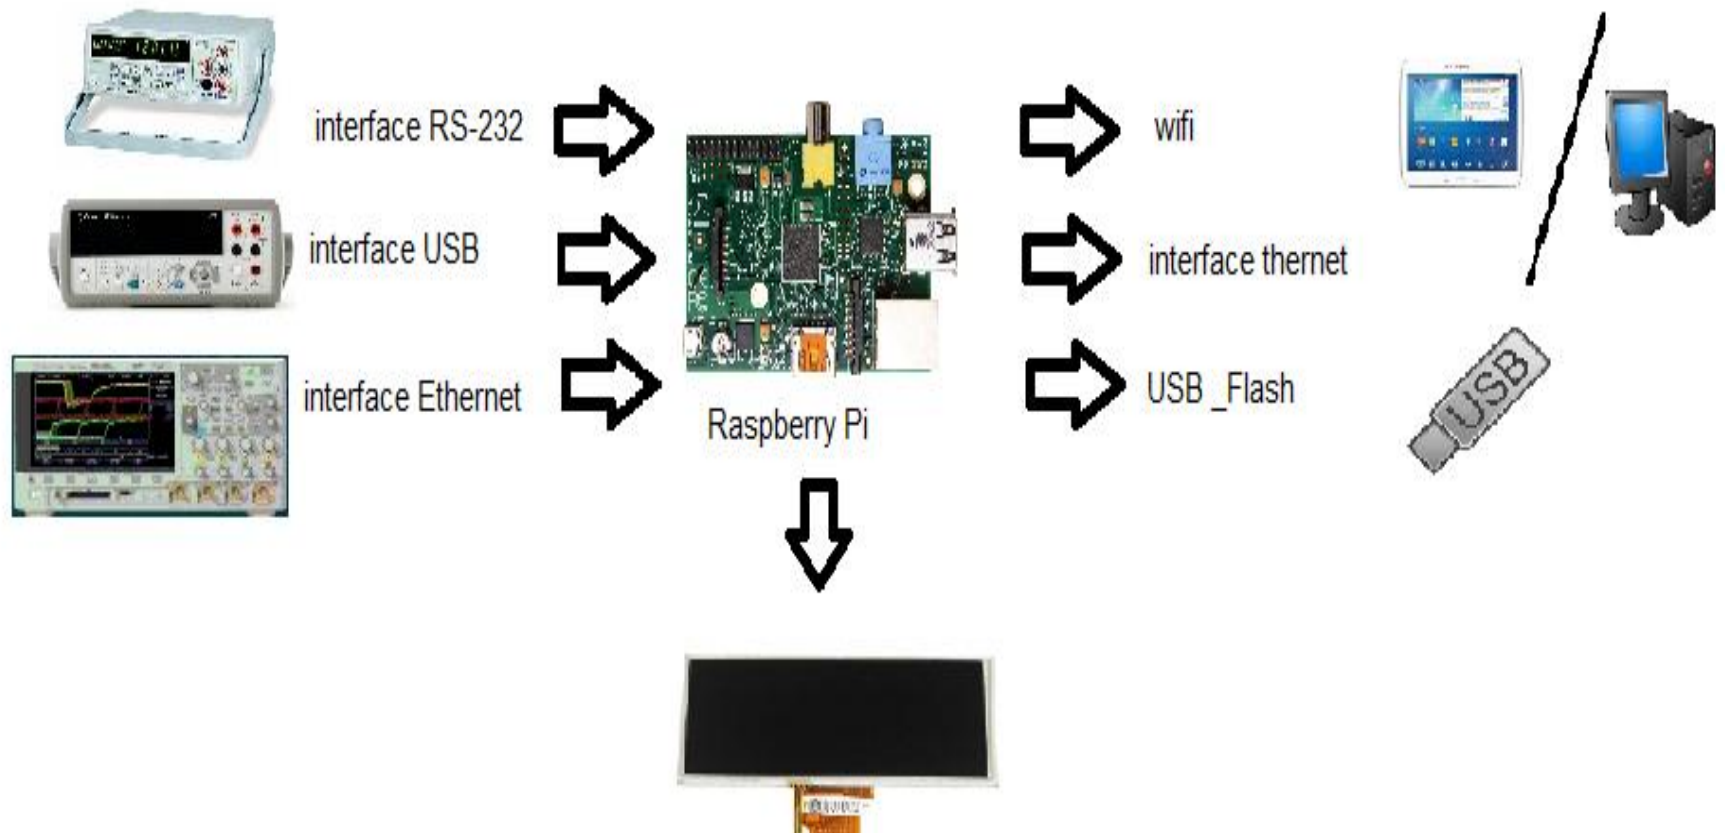 interface RS-232
wifi
interface USB
interface thernet
interface Ethernet
USB _Flash
USB
Raspberry Pi